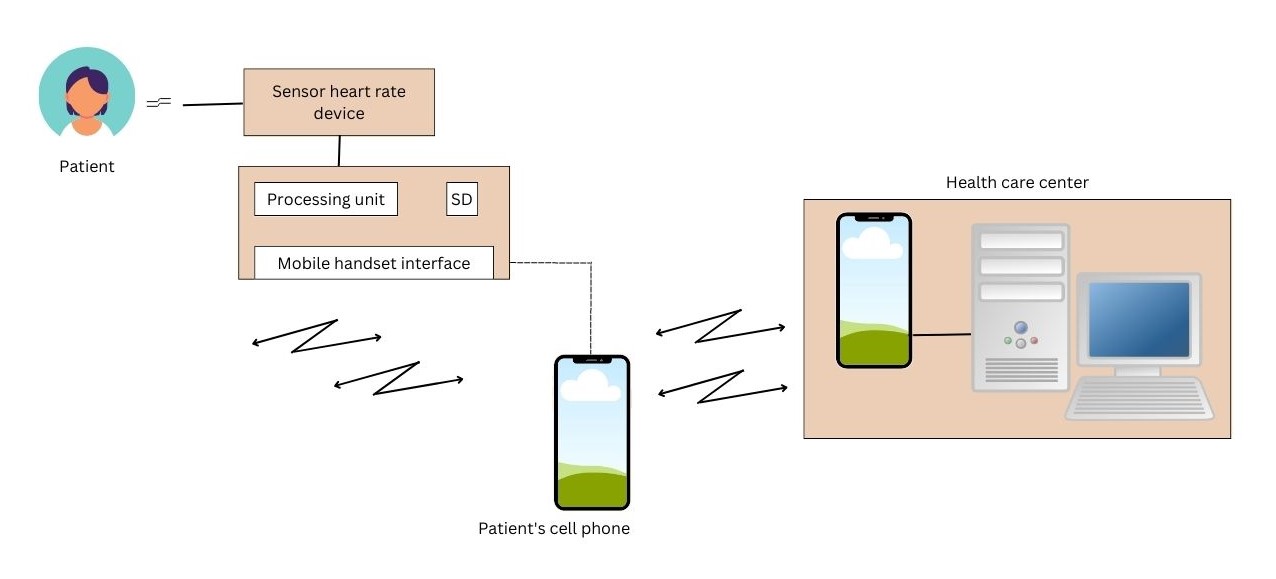 Sensor heart rate
device
Patient
Processing unit
SD
Mobile handset interface
Health care center
Patient's cell phone